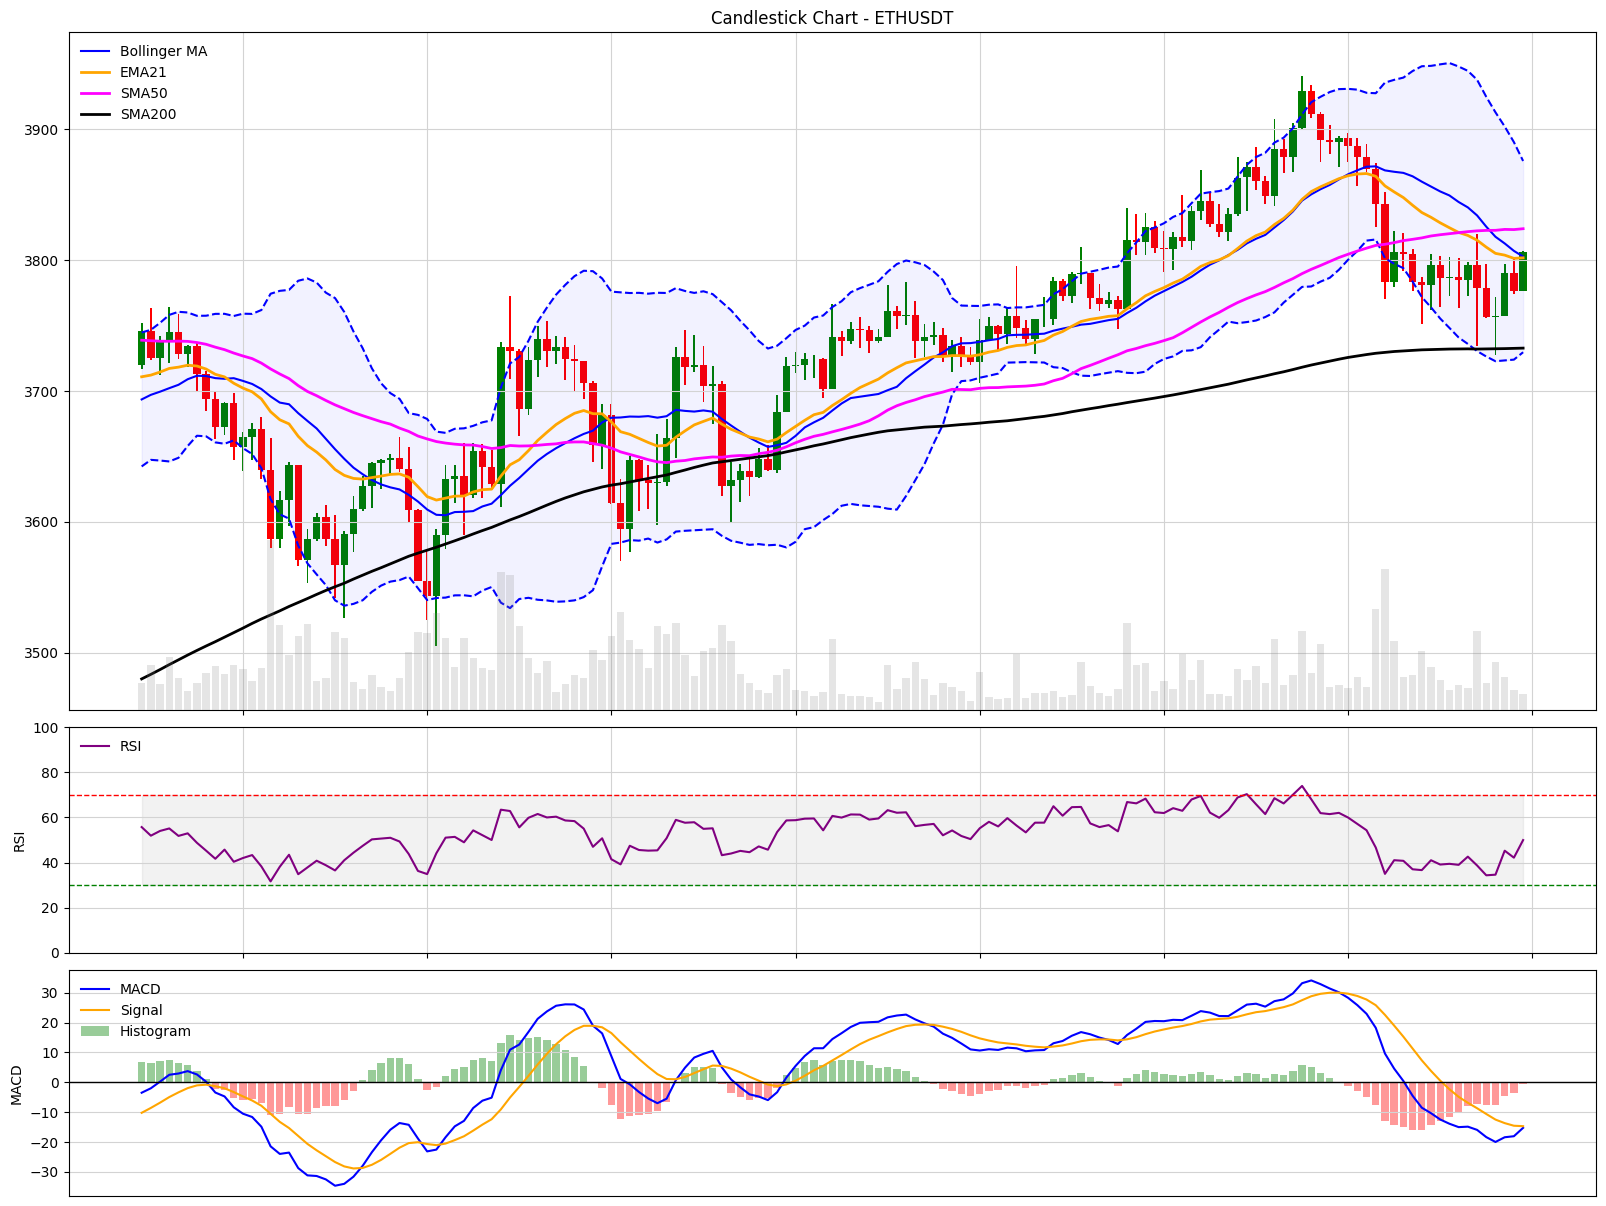 Candlestick Chart - ETHUSDT
Bollinger MA
EMA21
SMA50
SMA200
3900
3800
3700
3600
3500
RSI
RSI
100
80
60
40
20
0
MACD
Signal
Histogram
MACD
30
20
10
0
−10
−20
−30